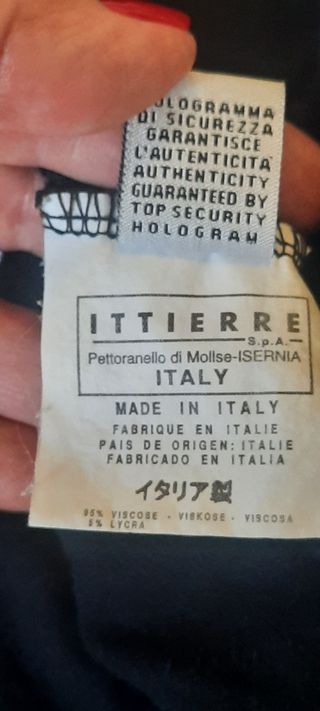 OLOGRAMMA
DI SICUREZZA
GARANTISCE
L'AUTENTICITA'
AUTHENTICITY
GUARANTEED BY
TOP SECURITY
HOLOGRAM
ITTIERRE
S.p.A.
Pettoranello di Molise-ISERNIA
ITALY
MADE IN ITALY
FABRIQUE EN ITALIE
PAIS DE ORIGEN: ITALIE
FABRICADO EN ITALIA
イタリア製
95% VISCOSE - VISKOSE - VISCOSA
5% LYCRA